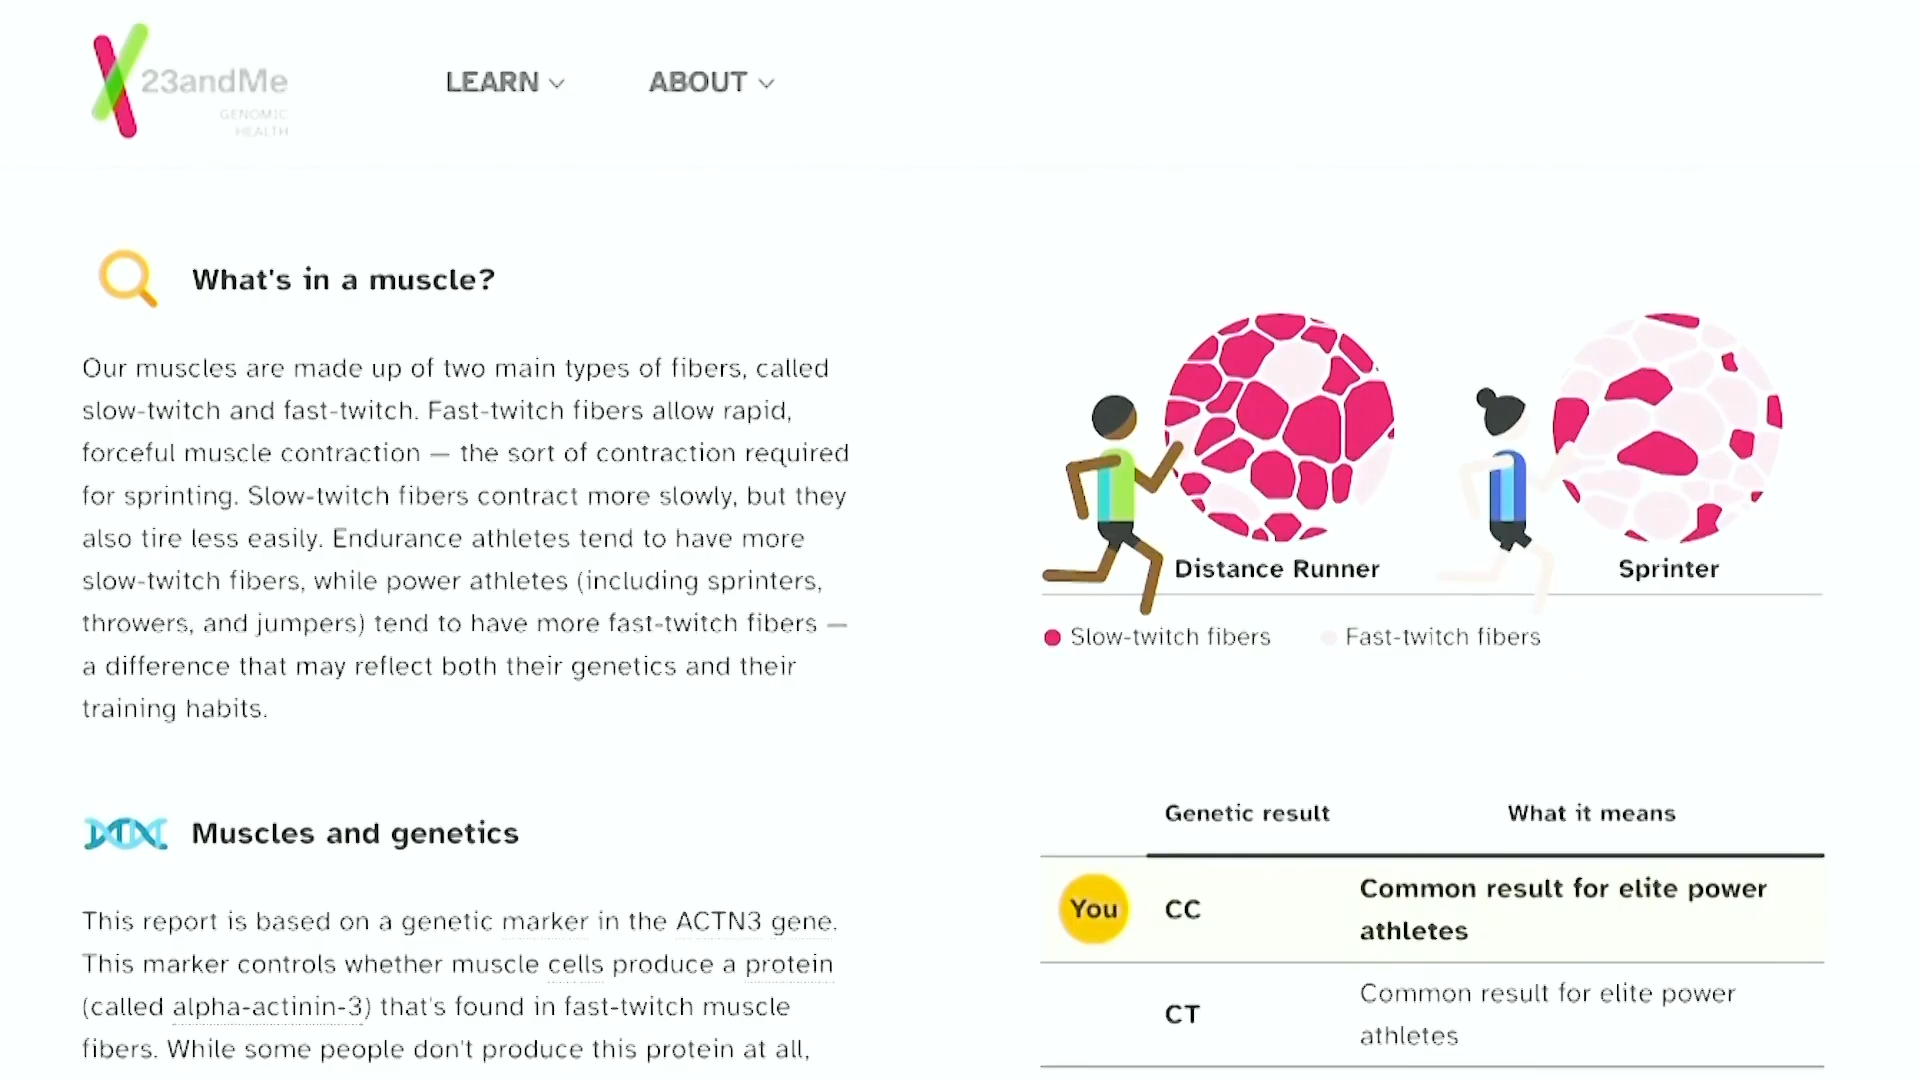 23andMe
GENOMIC
HEALTH
LEARN
ABOUT
What's in a muscle?
Our muscles are made up of two main types of fibers, called
slow-twitch and fast-twitch. Fast-twitch fibers allow rapid,
forceful muscle contraction — the sort of contraction required
for sprinting. Slow-twitch fibers contract more slowly, but they
also tire less easily. Endurance athletes tend to have more
slow-twitch fibers, while power athletes (including sprinters,
throwers, and jumpers) tend to have more fast-twitch fibers —
a difference that may reflect both their genetics and their
training habits.
Distance Runner
Sprinter
Slow-twitch fibers
Fast-twitch fibers
Muscles and genetics
This report is based on a genetic marker in the ACTN3 gene.
This marker controls whether muscle cells produce a protein
(called alpha-actinin-3) that's found in fast-twitch muscle
fibers. While some people don't produce this protein at all,
Genetic result
What it means
You
CC
Common result for elite power
athletes
CT
Common result for elite power
athletes